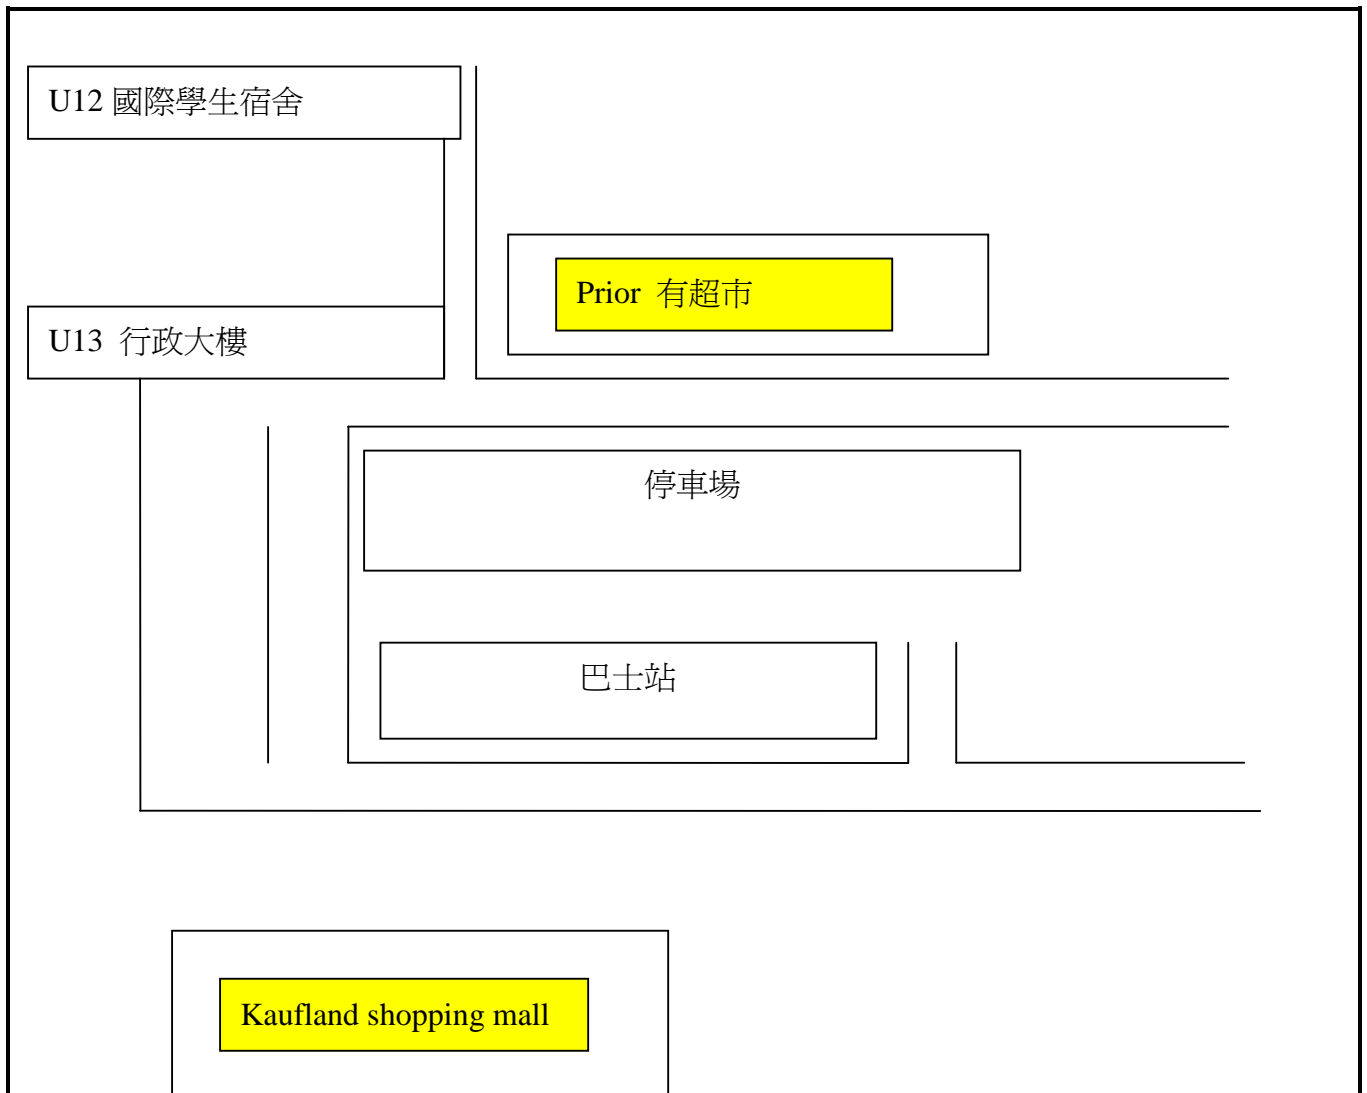 U12 國際學生宿舍
Prior 有超市
U13 行政大樓
停車場
巴士站
Kaufland shopping mall